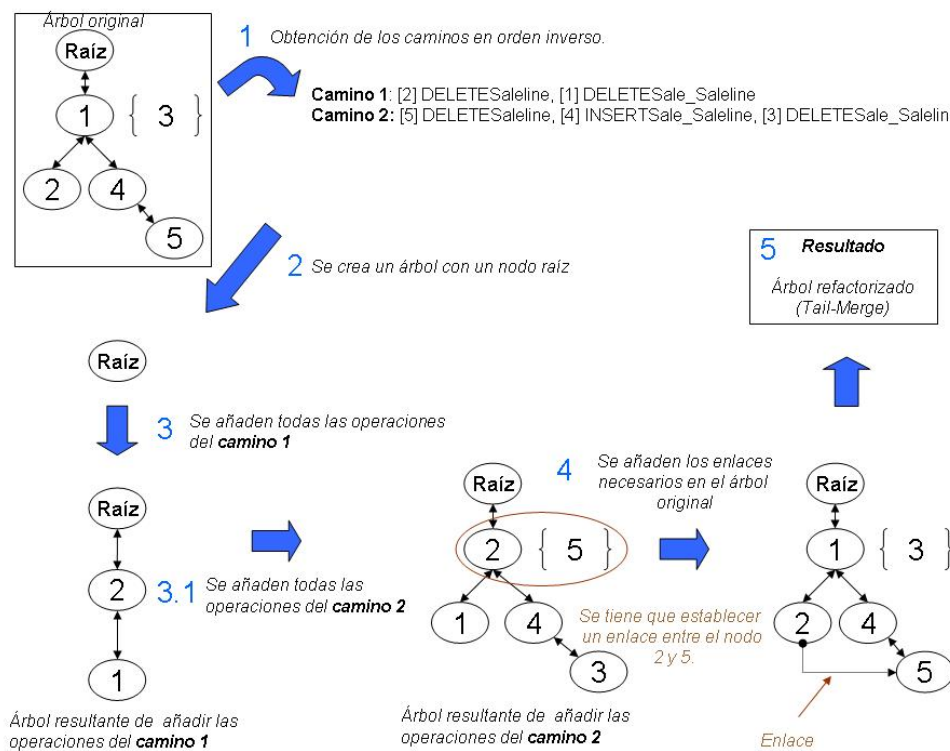 Árbol original
Raíz
1 { 3 }
2 4
5
1 Obtención de los caminos en orden inverso.
Camino 1: [2] DELETESaleline, [1] DELETESale_Saleline
Camino 2: [5] DELETESaleline, [4] INSERTSale_Saleline, [3] DELETESale_Salelin
2 Se crea un árbol con un nodo raíz
Raíz
3 Se añaden todas las operaciones
del camino 1
Raíz
2
1
Árbol resultante de añadir las
operaciones del camino 1
3.1 Se añaden todas las
operaciones del camino 2
Raíz
2 { 5 }
1 4
3
Se tiene que establecer
un enlace entre el nodo
2 y 5.
Árbol resultante de añadir las
operaciones del camino 2
4 Se añaden los enlaces
necesarios en el árbol
original
Raíz
1 { 3 }
2 4
5
Enlace
5 Resultado
Árbol refactorizado
(Tail-Merge)